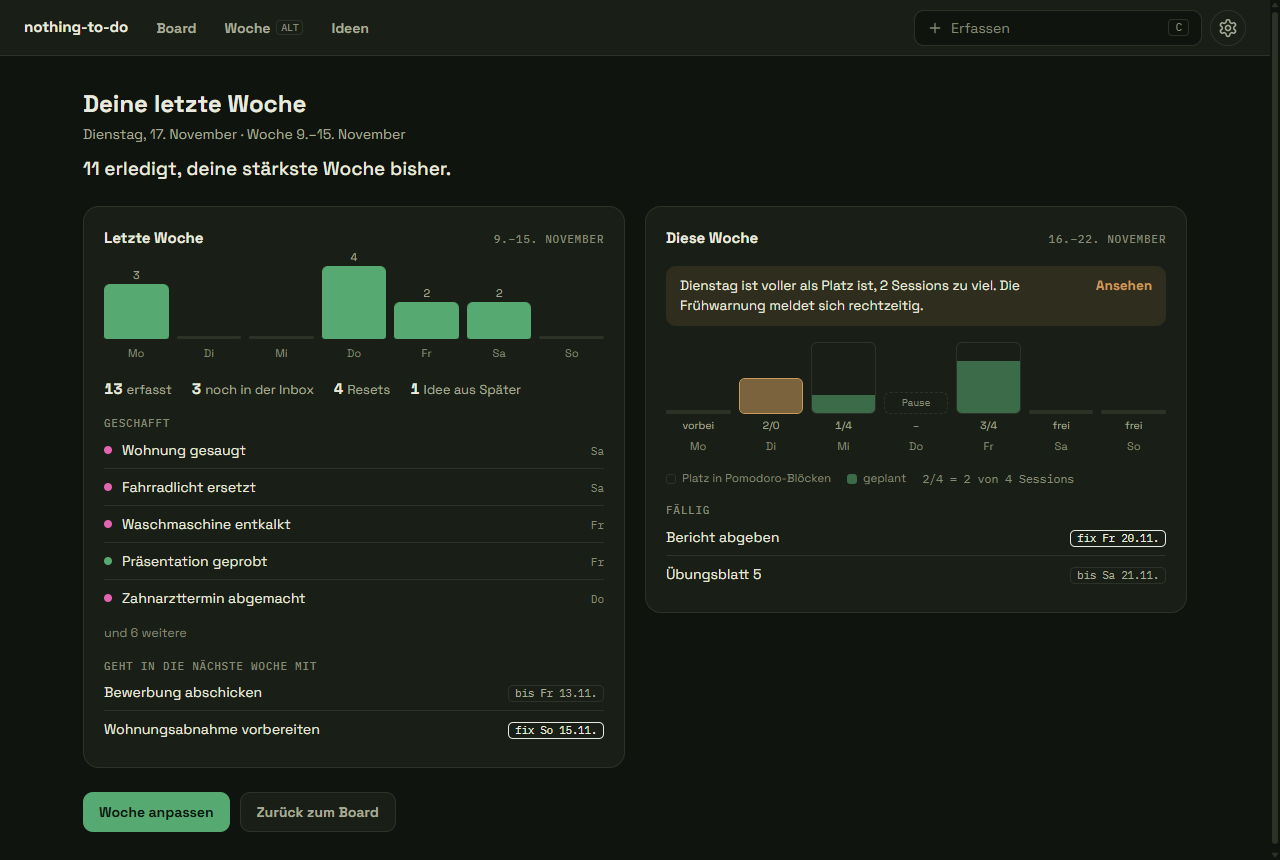 nothing-to-do Board Woche ALT Ideen + Erfassen C
Deine letzte Woche
Dienstag, 17. November · Woche 9.–15. November
11 erledigt, deine stärkste Woche bisher.
Letzte Woche 9.–15. NOVEMBER
3 4 2 2
Mo Di Mi Do Fr Sa So
13 erfasst 3 noch in der Inbox 4 Resets 1 Idee aus Später
GESCHAFFT
Wohnung gesaugt Sa
Fahrradlicht ersetzt Sa
Waschmaschine entkalkt Fr
Präsentation geprobt Fr
Zahnarzttermin abgemacht Do
und 6 weitere
GEHT IN DIE NÄCHSTE WOCHE MIT
Bewerbung abschicken bis Fr 13.11.
Wohnungsabnahme vorbereiten fix So 15.11.
Diese Woche 16.–22. NOVEMBER
Dienstag ist voller als Platz ist, 2 Sessions zu viel. Die Ansehen
Frühwarnung meldet sich rechtzeitig.
Pause
vorbei 2/0 1/4 – 3/4 frei frei
Mo Di Mi Do Fr Sa So
Platz in Pomodoro-Blöcken geplant 2/4 = 2 von 4 Sessions
FÄLLIG
Bericht abgeben fix Fr 20.11.
Übungsblatt 5 bis Sa 21.11.
Woche anpassen Zurück zum Board